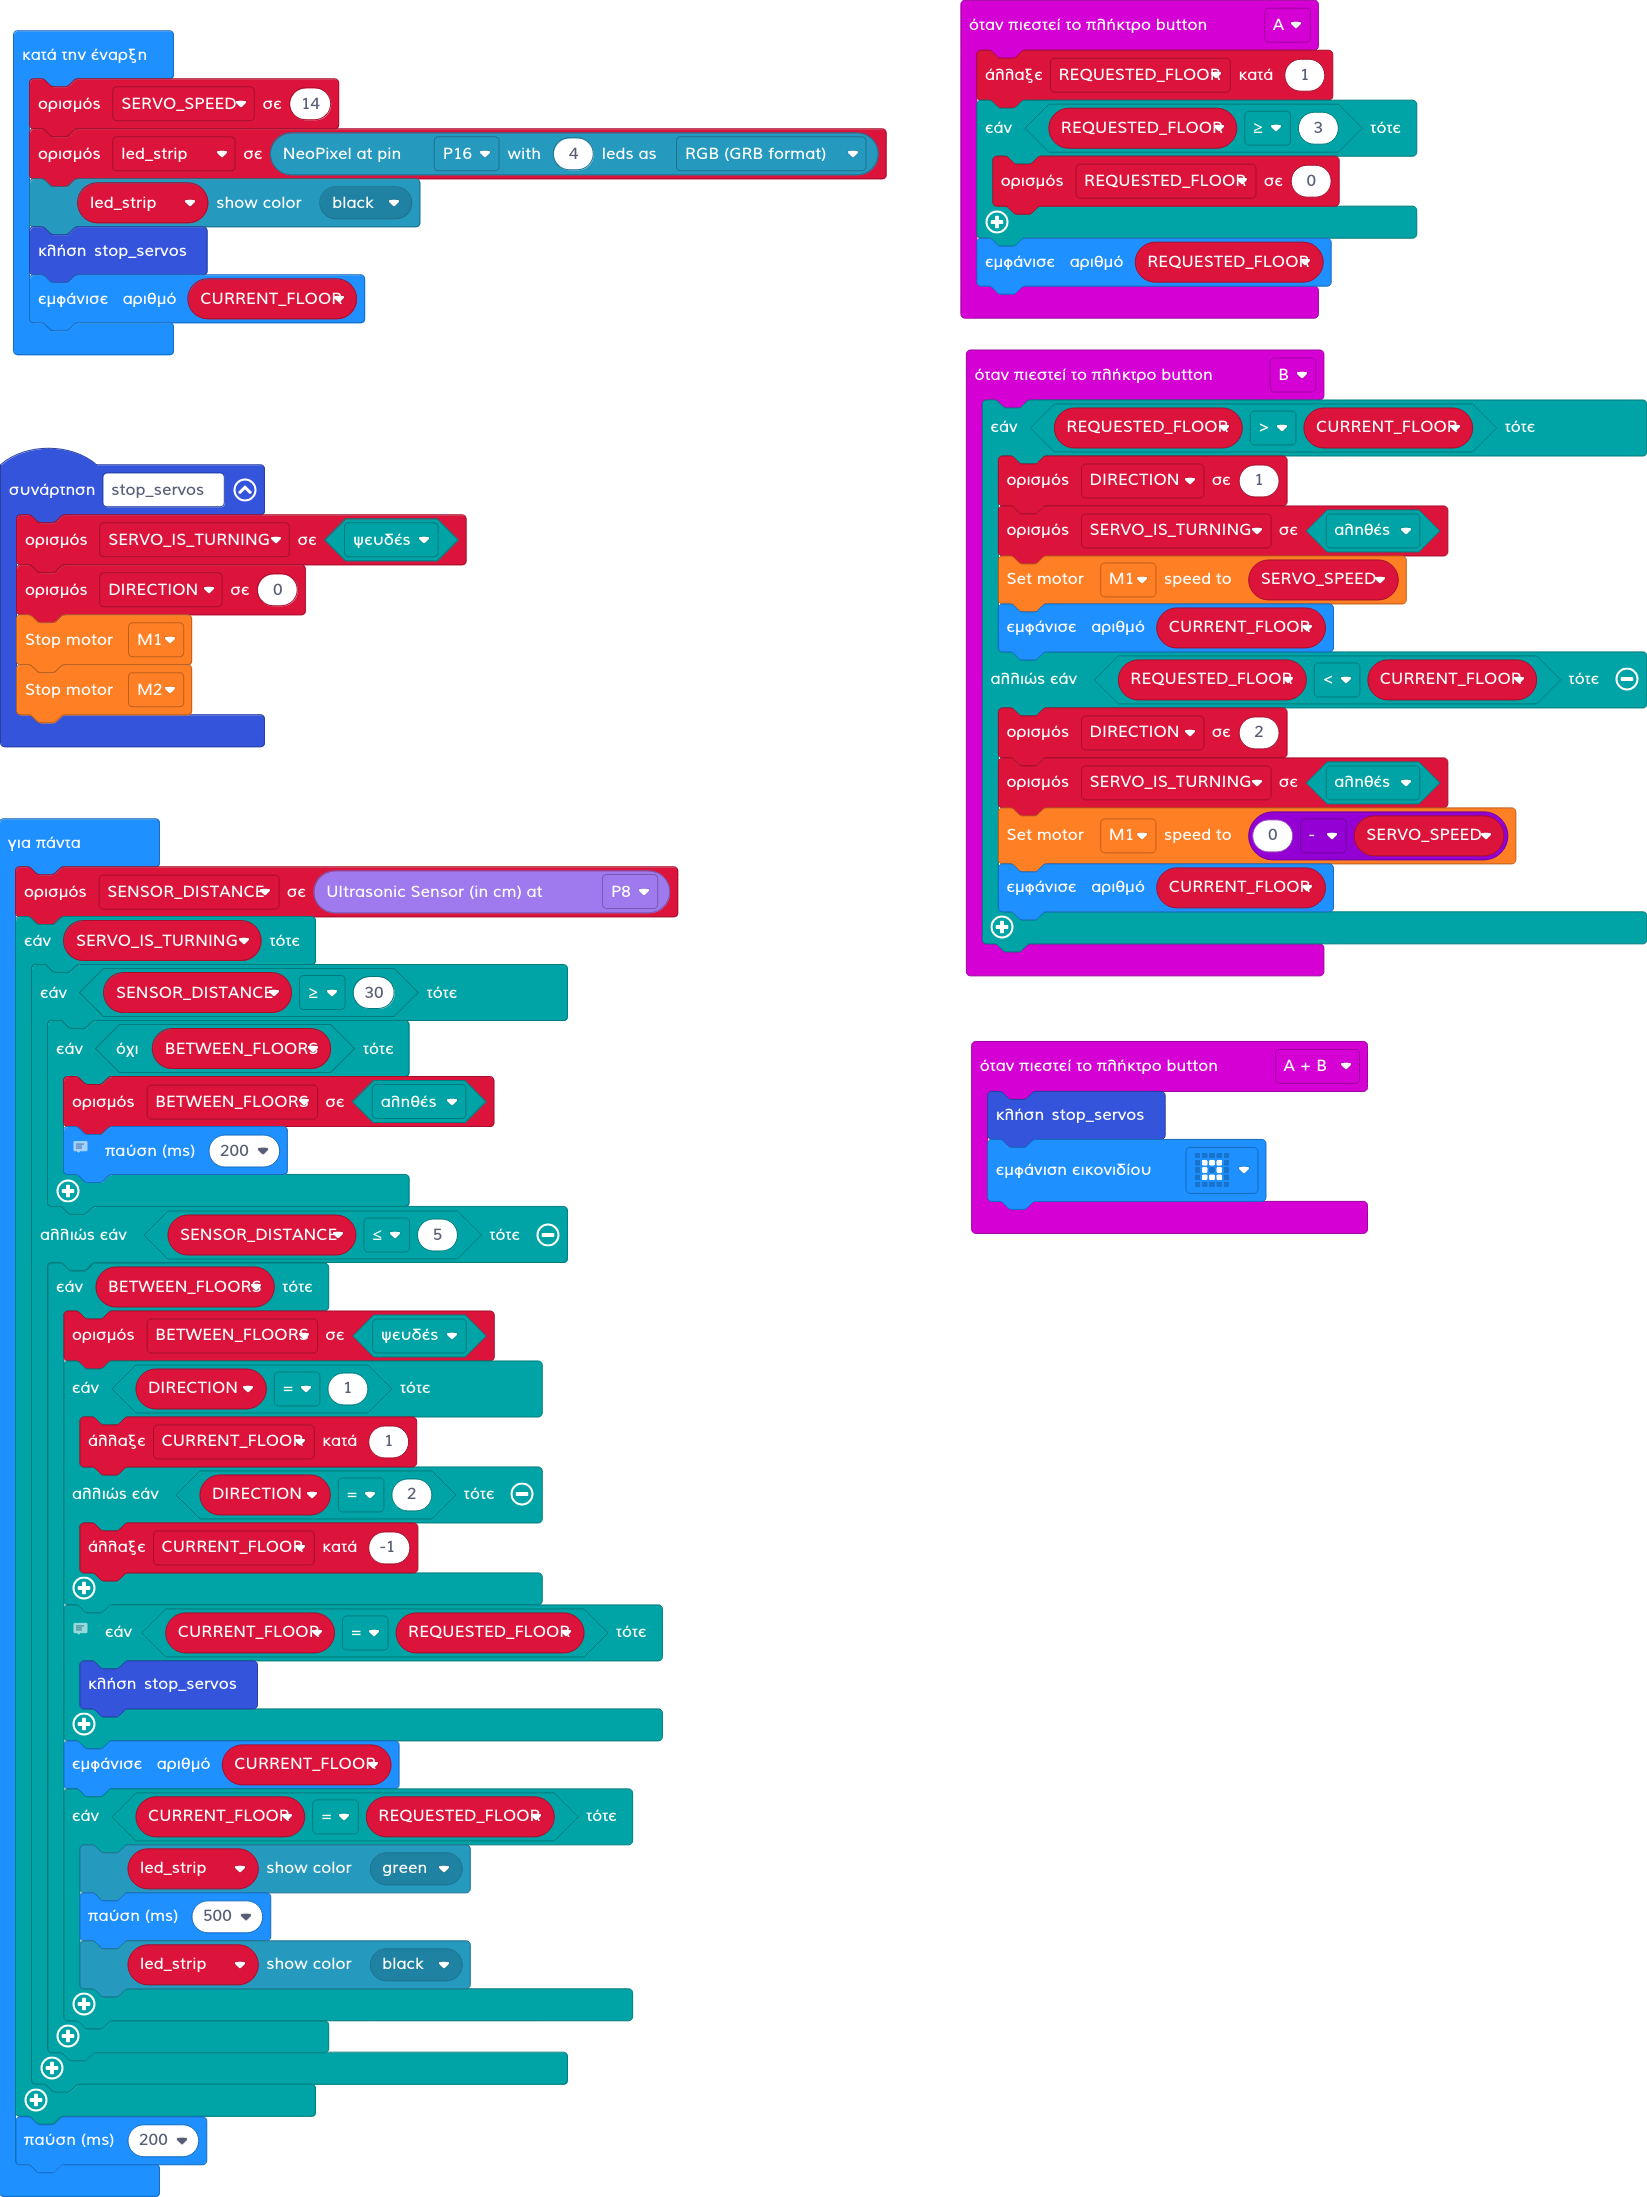 κατά την έναρξη
ορισμός SERVO_SPEED σε 14
ορισμός led_strip σε NeoPixel at pin P16 with 4 leds as RGB (GRB format)
led_strip show color black
κλήση stop_servos
εμφάνισε αριθμό CURRENT_FLOOR
συνάρτηση stop_servos
ορισμός SERVO_IS_TURNING σε ψευδές
ορισμός DIRECTION σε 0
Stop motor M1
Stop motor M2
για πάντα
ορισμός SENSOR_DISTANCE σε Ultrasonic Sensor (in cm) at P8
εάν SERVO_IS_TURNING τότε
εάν SENSOR_DISTANCE ≥ 30 τότε
εάν όχι BETWEEN_FLOORS τότε
ορισμός BETWEEN_FLOORS σε αληθές
παύση (ms) 200
αλλιώς εάν SENSOR_DISTANCE ≤ 5 τότε
εάν BETWEEN_FLOORS τότε
ορισμός BETWEEN_FLOORS σε ψευδές
εάν DIRECTION = 1 τότε
άλλαξε CURRENT_FLOOR κατά 1
αλλιώς εάν DIRECTION = 2 τότε
άλλαξε CURRENT_FLOOR κατά -1
εάν CURRENT_FLOOR = REQUESTED_FLOOR τότε
κλήση stop_servos
εμφάνισε αριθμό CURRENT_FLOOR
εάν CURRENT_FLOOR = REQUESTED_FLOOR τότε
led_strip show color green
παύση (ms) 500
led_strip show color black
παύση (ms) 200
όταν πιεστεί το πλήκτρο button A
άλλαξε REQUESTED_FLOOR κατά 1
εάν REQUESTED_FLOOR ≥ 3 τότε
ορισμός REQUESTED_FLOOR σε 0
εμφάνισε αριθμό REQUESTED_FLOOR
όταν πιεστεί το πλήκτρο button B
εάν REQUESTED_FLOOR > CURRENT_FLOOR τότε
ορισμός DIRECTION σε 1
ορισμός SERVO_IS_TURNING σε αληθές
Set motor M1 speed to SERVO_SPEED
εμφάνισε αριθμό CURRENT_FLOOR
αλλιώς εάν REQUESTED_FLOOR < CURRENT_FLOOR τότε
ορισμός DIRECTION σε 2
ορισμός SERVO_IS_TURNING σε αληθές
Set motor M1 speed to 0 - SERVO_SPEED
εμφάνισε αριθμό CURRENT_FLOOR
όταν πιεστεί το πλήκτρο button A + B
κλήση stop_servos
εμφάνιση εικονιδίου